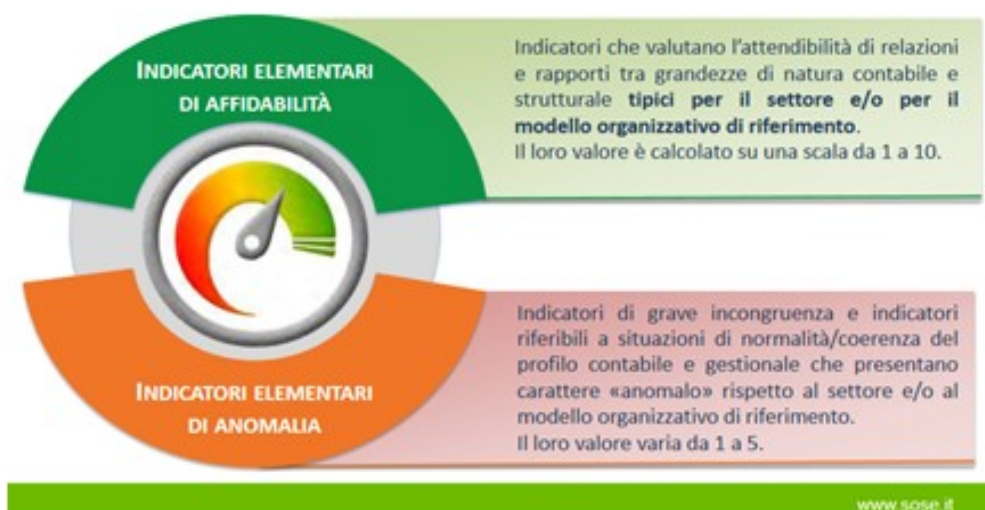 INDICATORI ELEMENTARI
DI AFFIDABILITÀ
Indicatori che valutano l'attendibilità di relazioni
e rapporti tra grandezze di natura contabile e
strutturale tipici per il settore e/o per il
modello organizzativo di riferimento.
Il loro valore è calcolato su una scala da 1 a 10.
INDICATORI ELEMENTARI
DI ANOMALIA
Indicatori di grave incongruenza e indicatori
riferibili a situazioni di normalità/coerenza del
profilo contabile e gestionale che presentano
carattere «anomalo» rispetto al settore e/o al
modello organizzativo di riferimento.
Il loro valore varia da 1 a 5.
www.sose.it